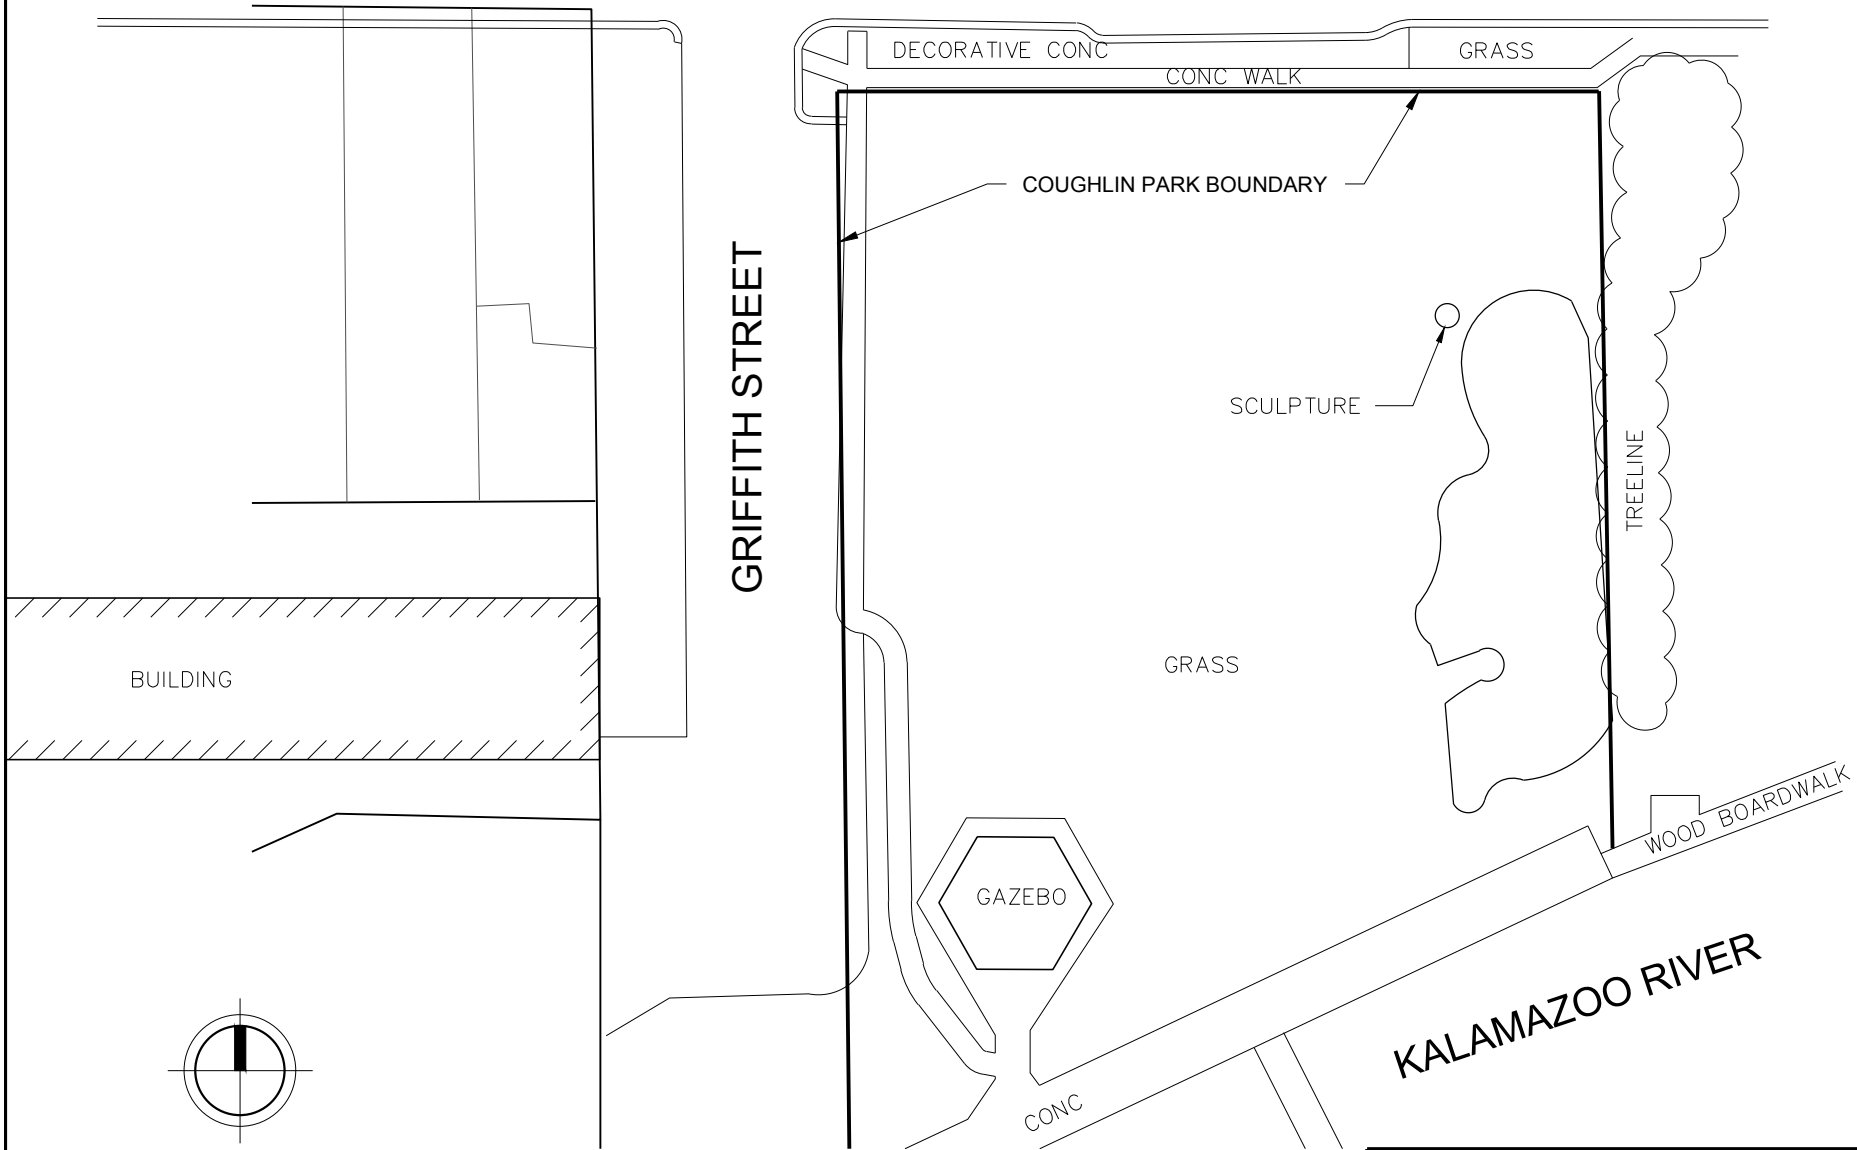 DECORATIVE CONC
GRASS
CONC WALK
COUGHLIN PARK BOUNDARY
GRIFFITH STREET
SCULPTURE
TREELINE
GRASS
BUILDING
WOOD BOARDWALK
GAZEBO
KALAMAZOO RIVER
CONC